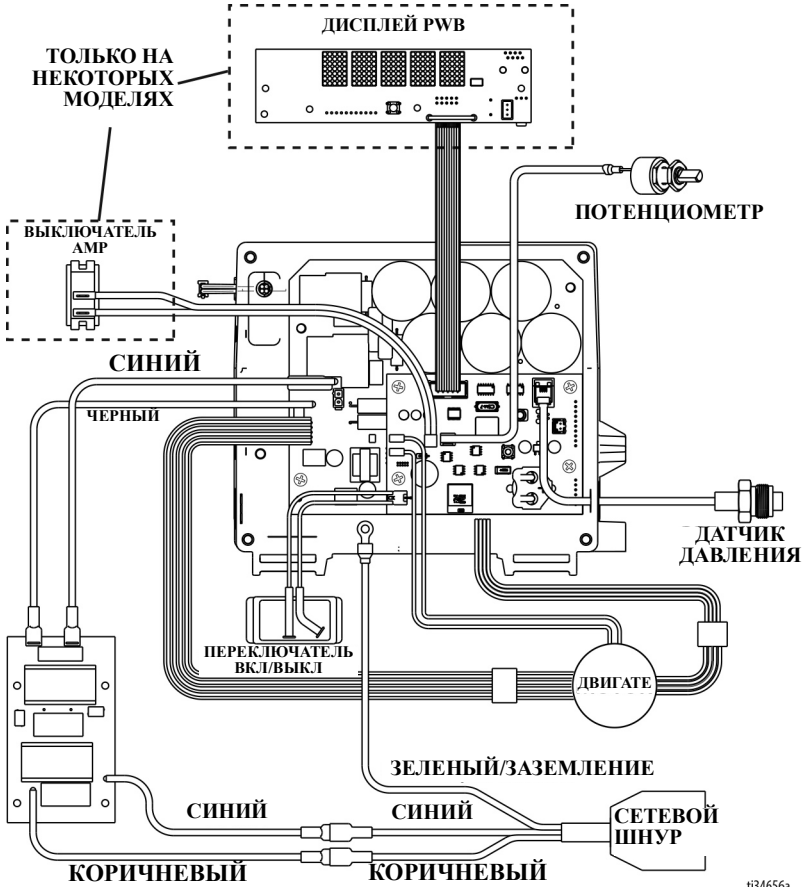 ДИСПЛЕЙ PWB
ТОЛЬКО НА
НЕКОТОРЫХ
МОДЕЛЯХ
ПОТЕНЦИОМЕТР
ВЫКЛЮЧАТЕЛЬ
AMP
СИНИЙ
ЧЕРНЫЙ
ДАТЧИК
ДАВЛЕНИЯ
ПЕРЕКЛЮЧАТЕЛЬ
ВКЛ/ВЫКЛ
ДВИГАТЕ
ЗЕЛЕНЫЙ/ЗАЗЕМЛЕНИЕ
СИНИЙ
СИНИЙ
СЕТЕВОЙ
ШНУР
КОРИЧНЕВЫЙ
КОРИЧНЕВЫЙ
ti34656a